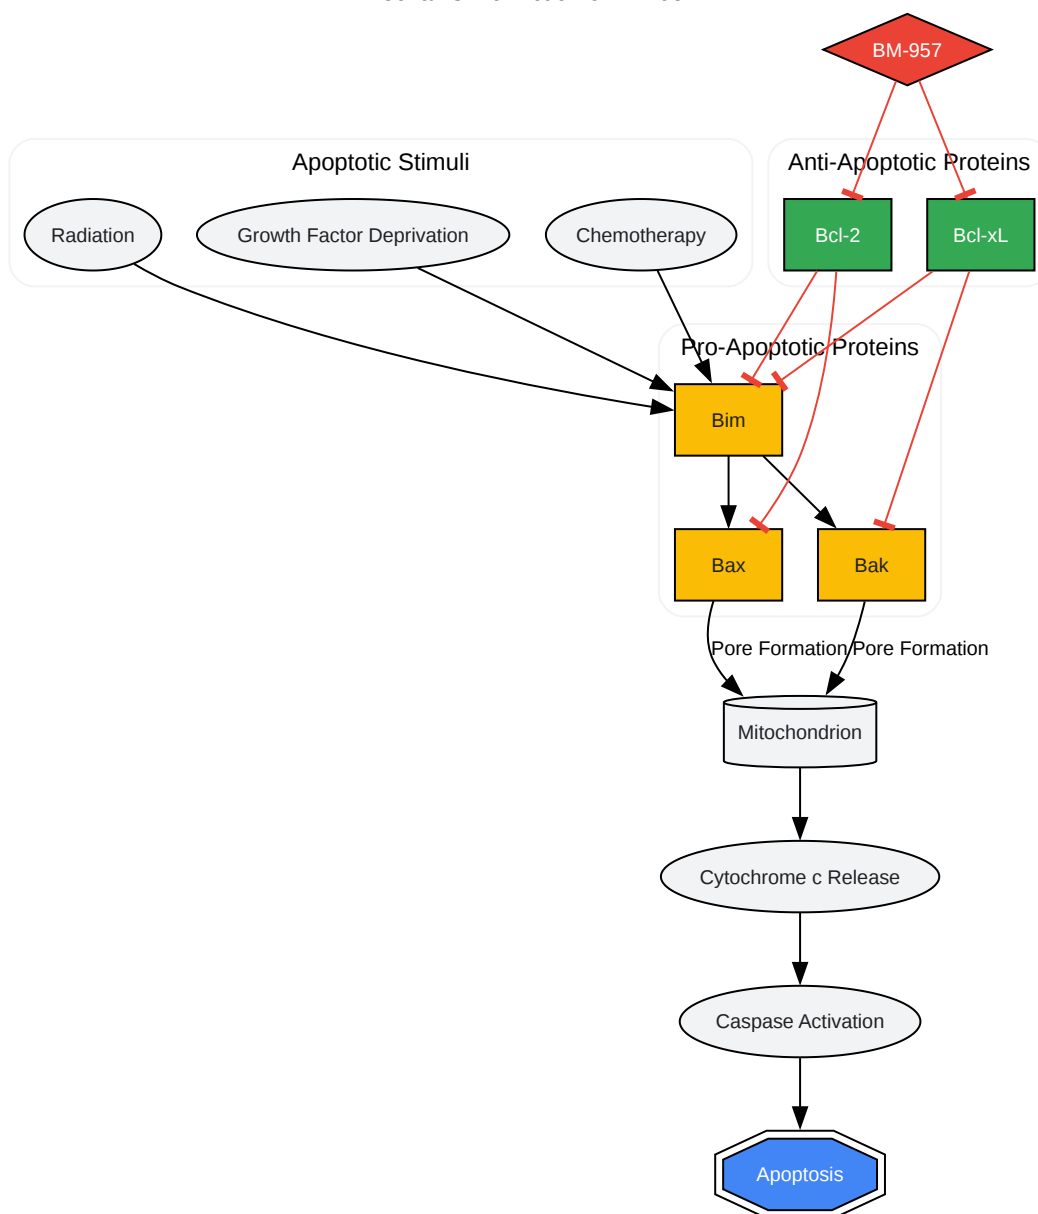 BM-957
Apoptotic Stimuli
Anti-Apoptotic Proteins
Radiation
Growth Factor Deprivation
Chemotherapy
Bcl-2
Bcl-xL
Pro-Apoptotic Proteins
Bim
Bax
Bak
Pore Formation
Pore Formation
Mitochondrion
Cytochrome c Release
Caspase Activation
Apoptosis